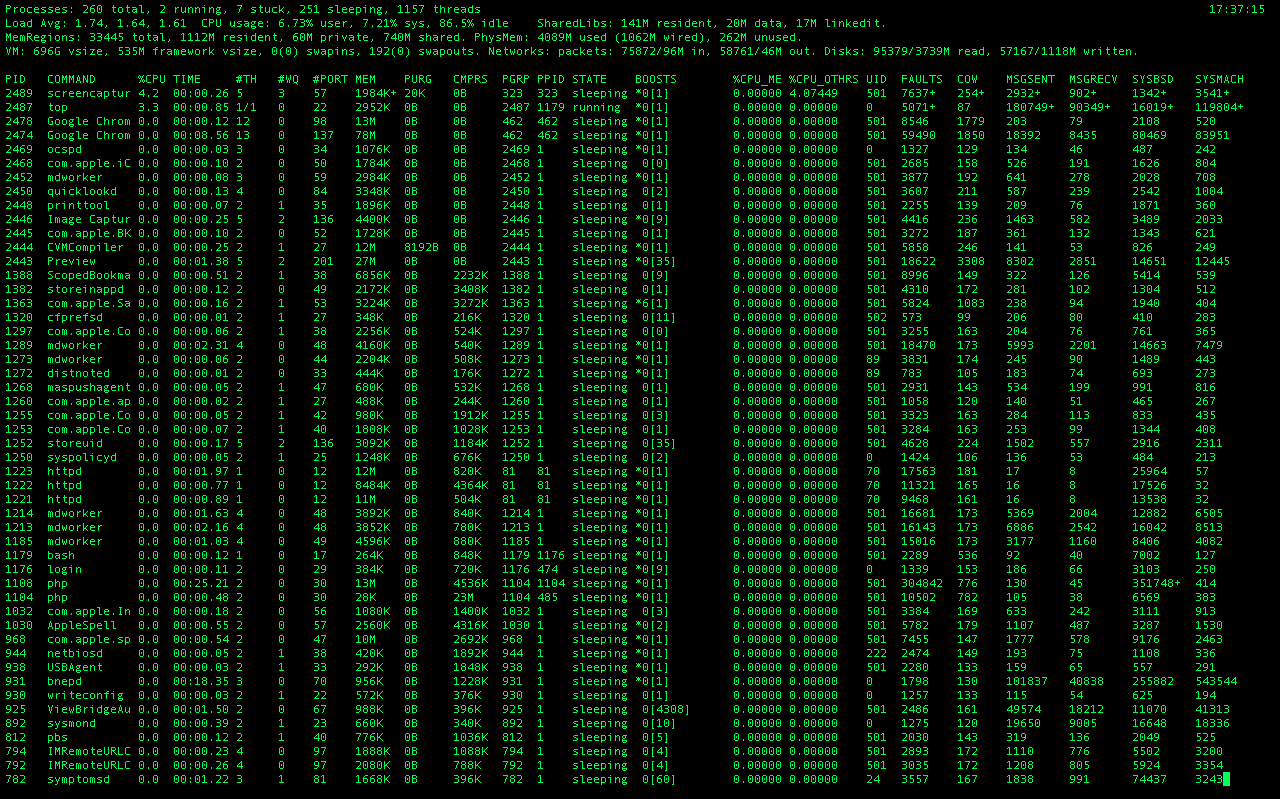 Processes: 260 total, 2 running, 7 stuck, 251 sleeping, 1157 threads 17:37:15
Load Avg: 1.74, 1.64, 1.61 CPU usage: 6.73% user, 7.21% sys, 86.5% idle SharedLibs: 141M resident, 20M data, 17M linkedit.
MemRegions: 33445 total, 1112M resident, 60M private, 740M shared. PhysMem: 4089M used (1062M wired), 262M unused.
VM: 696G vsize, 535M framework vsize, 0(0) swapins, 192(0) swapouts. Networks: packets: 75872/96M in, 58761/46M out. Disks: 95379/3739M read, 57167/1118M written.
PID COMMAND %CPU TIME #TH #WQ #PORT MEM PURG CMPRS PGRP PPID STATE BOOSTS %CPU_ME %CPU_OTHRS UID FAULTS COW MSGSENT MSGRECV SYSBSD SYSMACH
2489 screencaptur 4.2 00:00.26 5 3 57 1984K+ 20K 0B 323 323 sleeping *0[1] 0.00000 4.07449 501 7637+ 254+ 2932+ 902+ 1342+ 3541+
2487 top 3.3 00:00.85 1/1 0 22 2952K 0B 0B 2487 1179 running *0[1] 0.00000 0.00000 0 5071+ 87 180749+ 90349+ 16019+ 119804+
2478 Google Chrom 0.0 00:00.12 12 0 98 13M 0B 0B 462 462 sleeping *0[1] 0.00000 0.00000 501 8546 1779 203 79 2108 520
2474 Google Chrom 0.0 00:08.56 13 0 137 78M 0B 0B 462 462 sleeping *0[1] 0.00000 0.00000 501 59490 1850 18392 8435 80469 83951
2469 ocspd 0.0 00:00.03 3 0 34 1076K 0B 0B 2469 1 sleeping *0[1] 0.00000 0.00000 0 1327 129 134 46 487 242
2468 com.apple.iC 0.0 00:00.10 2 0 50 1784K 0B 0B 2468 1 sleeping 0[1] 0.00000 0.00000 501 2685 158 526 191 1626 804
2452 mdworker 0.0 00:00.08 3 0 59 2984K 0B 0B 2452 1 sleeping *0[1] 0.00000 0.00000 501 3877 192 641 278 2028 708
2450 quicklookd 0.0 00:00.13 4 0 84 3348K 0B 0B 2450 1 sleeping 0[2] 0.00000 0.00000 501 3607 211 587 239 2542 1004
2448 printtool 0.0 00:00.07 2 1 35 1896K 0B 0B 2448 1 sleeping 0[1] 0.00000 0.00000 501 2255 139 209 76 1871 360
2446 Image Captur 0.0 00:00.25 5 2 136 4400K 0B 0B 2446 1 sleeping *0[9] 0.00000 0.00000 501 4416 236 1463 582 3489 2033
2445 com.apple.BK 0.0 00:00.10 2 0 52 1728K 0B 0B 2445 1 sleeping 0[1] 0.00000 0.00000 501 3272 187 361 132 1343 621
2444 CVMCompiler 0.0 00:00.25 2 1 27 12M 8192B 0B 2444 1 sleeping *0[1] 0.00000 0.00000 501 5858 246 141 53 826 249
2443 Preview 0.0 00:01.38 5 2 201 27M 0B 0B 2443 1 sleeping *0[35] 0.00000 0.00000 501 18622 3308 8302 2851 14651 12445
1388 ScopedBookma 0.0 00:00.51 2 1 38 6856K 0B 2232K 1388 1 sleeping 0[9] 0.00000 0.00000 501 8996 149 322 126 5414 539
1382 storeinappd 0.0 00:00.12 2 0 49 2172K 0B 3408K 1382 1 sleeping 0[1] 0.00000 0.00000 501 4310 172 281 102 1304 512
1363 com.apple.Sa 0.0 00:00.16 2 1 53 3224K 0B 3272K 1363 1 sleeping *6[1] 0.00000 0.00000 501 5824 1083 238 94 1940 404
1320 cfprefsd 0.0 00:00.01 2 1 27 348K 0B 216K 1320 1 sleeping 0[11] 0.00000 0.00000 502 573 99 206 80 410 283
1297 com.apple.Co 0.0 00:00.06 2 1 38 2256K 0B 524K 1297 1 sleeping 0[0] 0.00000 0.00000 501 3255 163 204 76 761 365
1289 mdworker 0.0 00:02.31 4 0 48 4160K 0B 540K 1289 1 sleeping *0[1] 0.00000 0.00000 501 18470 173 5993 2201 14663 7479
1273 mdworker 0.0 00:00.06 2 0 44 2204K 0B 508K 1273 1 sleeping *0[1] 0.00000 0.00000 89 3831 174 245 90 1489 443
1272 distnoted 0.0 00:00.01 2 0 33 444K 0B 176K 1272 1 sleeping *0[1] 0.00000 0.00000 89 783 105 183 74 693 273
1268 maspushagent 0.0 00:00.05 2 1 47 680K 0B 532K 1268 1 sleeping 0[1] 0.00000 0.00000 501 2931 143 534 199 991 816
1260 com.apple.ap 0.0 00:00.02 2 1 27 488K 0B 244K 1260 1 sleeping 0[1] 0.00000 0.00000 501 1058 120 140 51 465 267
1255 com.apple.Co 0.0 00:00.05 2 1 42 980K 0B 1912K 1255 1 sleeping 0[3] 0.00000 0.00000 501 3323 163 284 113 833 435
1253 com.apple.Co 0.0 00:00.07 2 1 40 1808K 0B 1028K 1253 1 sleeping 0[1] 0.00000 0.00000 501 3284 163 253 99 1344 408
1252 storeuid 0.0 00:00.17 5 2 136 3092K 0B 1184K 1252 1 sleeping 0[35] 0.00000 0.00000 501 4628 224 1502 557 2916 2311
1250 syspolicyd 0.0 00:00.05 2 1 25 1248K 0B 676K 1250 1 sleeping 0[2] 0.00000 0.00000 0 1424 106 136 53 484 213
1223 httpd 0.0 00:01.97 1 0 12 12M 0B 820K 81 81 sleeping *0[1] 0.00000 0.00000 70 17563 181 17 8 25964 57
1222 httpd 0.0 00:00.77 1 0 12 8484K 0B 4364K 81 81 sleeping *0[1] 0.00000 0.00000 70 11321 165 16 8 17526 32
1221 httpd 0.0 00:00.89 1 0 12 11M 0B 504K 81 81 sleeping *0[1] 0.00000 0.00000 70 9468 161 16 8 13538 32
1214 mdworker 0.0 00:01.63 4 0 48 3892K 0B 840K 1214 1 sleeping *0[1] 0.00000 0.00000 501 16681 173 5369 2004 12882 6505
1213 mdworker 0.0 00:02.16 4 0 48 3852K 0B 780K 1213 1 sleeping *0[1] 0.00000 0.00000 501 16143 173 6886 2542 16042 8513
1185 mdworker 0.0 00:01.03 4 0 49 4596K 0B 880K 1185 1 sleeping *0[1] 0.00000 0.00000 501 15016 173 3177 1160 8406 4082
1179 bash 0.0 00:00.12 1 0 17 264K 0B 848K 1179 1176 sleeping *0[1] 0.00000 0.00000 501 2289 536 92 40 7002 127
1176 login 0.0 00:00.11 2 0 29 384K 0B 720K 1176 474 sleeping *0[9] 0.00000 0.00000 0 1339 153 186 66 3103 250
1108 php 0.0 00:25.21 2 0 30 13M 0B 4536K 1104 1104 sleeping *0[1] 0.00000 0.00000 501 304842 776 130 45 351748+ 414
1104 php 0.0 00:00.48 2 0 30 28K 0B 23M 1104 485 sleeping *0[1] 0.00000 0.00000 501 10502 782 105 38 6569 383
1032 com.apple.In 0.0 00:00.18 2 0 56 1080K 0B 1400K 1032 1 sleeping 0[3] 0.00000 0.00000 501 3384 169 633 242 3111 913
1030 AppleSpell 0.0 00:00.55 2 0 57 2560K 0B 4316K 1030 1 sleeping *0[2] 0.00000 0.00000 501 5782 179 1107 487 3287 1530
968 com.apple.sp 0.0 00:00.54 2 0 47 10M 0B 2692K 968 1 sleeping *0[1] 0.00000 0.00000 501 7455 147 1777 578 9176 2463
944 netbiosd 0.0 00:00.05 2 1 38 420K 0B 1892K 944 1 sleeping *0[1] 0.00000 0.00000 222 2474 149 193 75 1108 336
938 USBAgent 0.0 00:00.03 2 1 33 292K 0B 1848K 938 1 sleeping *0[1] 0.00000 0.00000 501 2280 133 159 65 557 291
931 bnepd 0.0 00:18.35 3 0 70 956K 0B 1228K 931 1 sleeping *0[1] 0.00000 0.00000 0 1798 130 101837 40838 255882 543544
930 writeconfig 0.0 00:00.03 2 1 22 572K 0B 376K 930 1 sleeping 0[1] 0.00000 0.00000 0 1257 133 115 54 625 194
925 ViewBridgeAu 0.0 00:01.50 2 0 67 988K 0B 396K 925 1 sleeping 0[4308] 0.00000 0.00000 501 2486 161 49574 18212 11070 41313
892 sysmond 0.0 00:00.39 2 1 23 660K 0B 340K 892 1 sleeping 0[10] 0.00000 0.00000 0 1275 120 19650 9005 16648 18336
812 pbs 0.0 00:00.12 2 1 40 776K 0B 1036K 812 1 sleeping 0[5] 0.00000 0.00000 501 2030 143 319 136 2049 525
794 IMRemoteURLC 0.0 00:00.23 4 0 97 1888K 0B 1088K 794 1 sleeping 0[4] 0.00000 0.00000 501 2893 172 1110 776 5502 3200
792 IMRemoteURLC 0.0 00:00.26 4 0 97 2080K 0B 788K 792 1 sleeping 0[4] 0.00000 0.00000 501 3035 172 1208 805 5924 3354
782 symptomsd 0.0 00:01.22 3 1 81 1668K 0B 396K 782 1 sleeping 0[60] 0.00000 0.00000 24 3557 167 1838 991 74437 3243